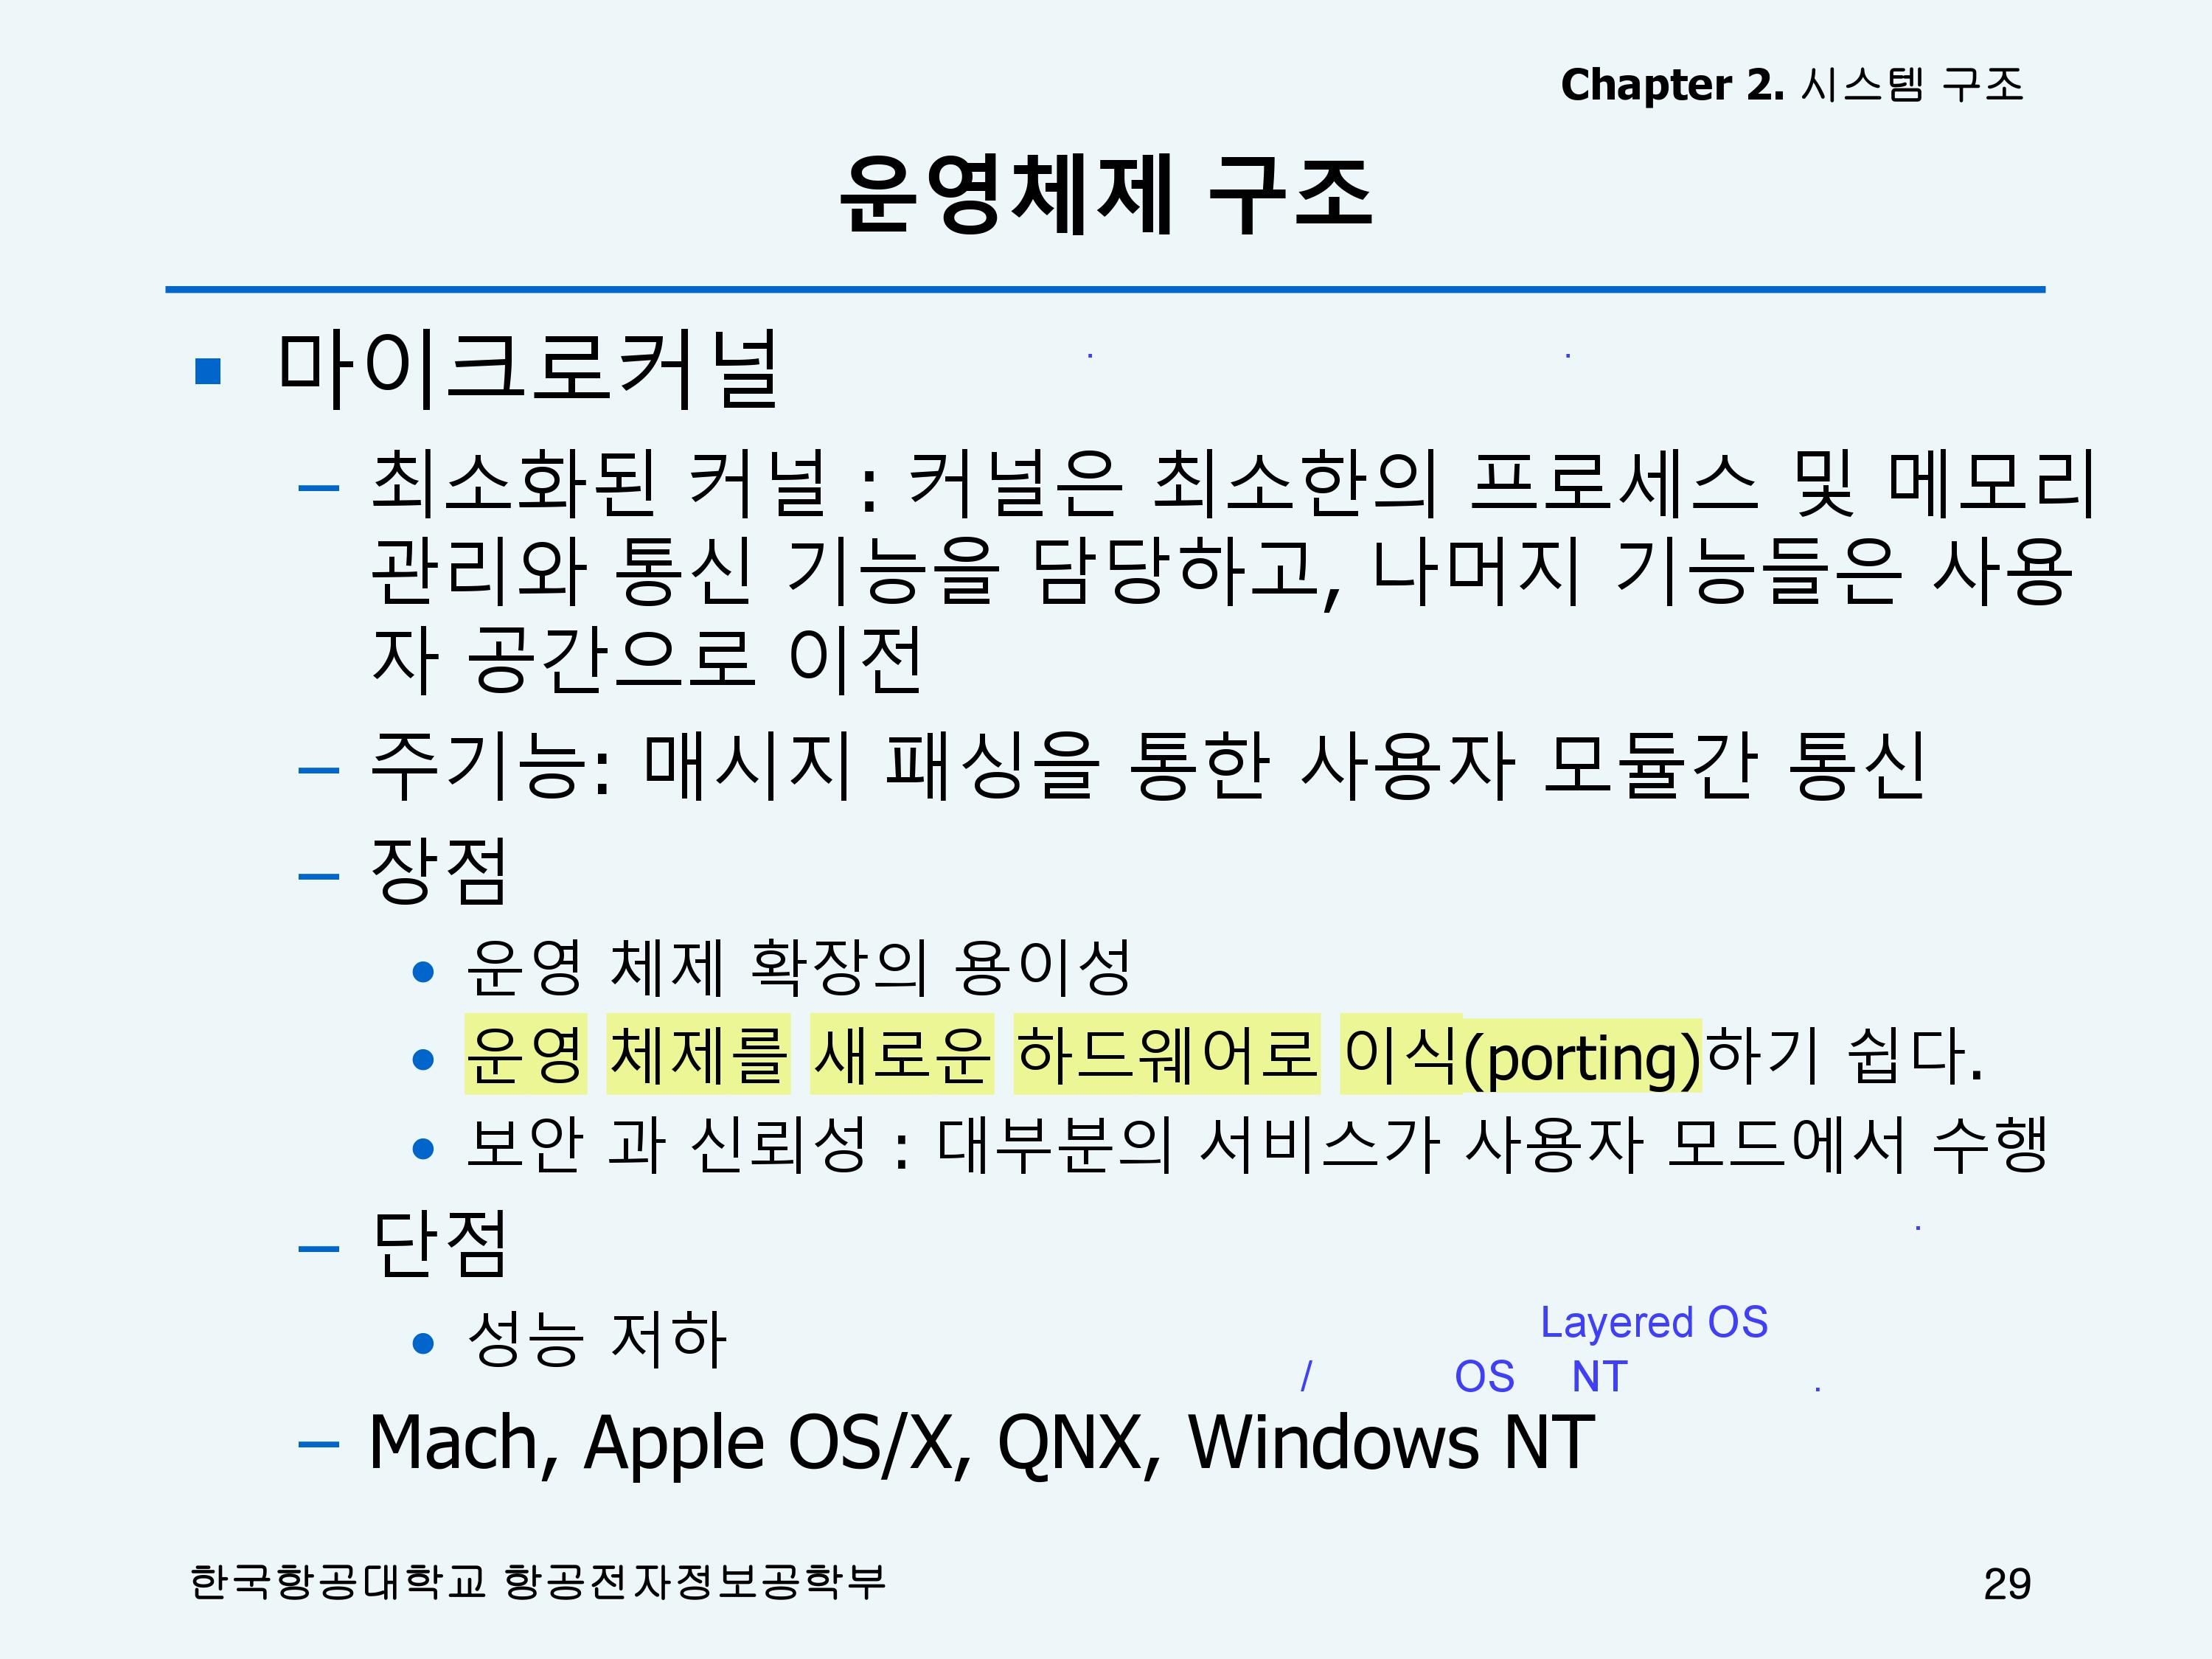 Chapter 2. 시스템 구조
운영체제 구조
마이크로커널
– 최소화된 커널 : 커널은 최소한의 프로세스 및 메모리
관리와 통신 기능을 담당하고, 나머지 기능들은 사용
자 공간으로 이전
– 주기능: 매시지 패싱을 통한 사용자 모듈간 통신
– 장점
• 운영 체제 확장의 용이성
• 운영 체제를 새로운 하드웨어로 이식(porting)하기 쉽다.
• 보안 과 신뢰성 : 대부분의 서비스가 사용자 모드에서 수행
– 단점
• 성능 저하
Layered OS
/ OS NT .
– Mach, Apple OS/X, QNX, Windows NT
한국항공대학교 항공전자정보공학부
29